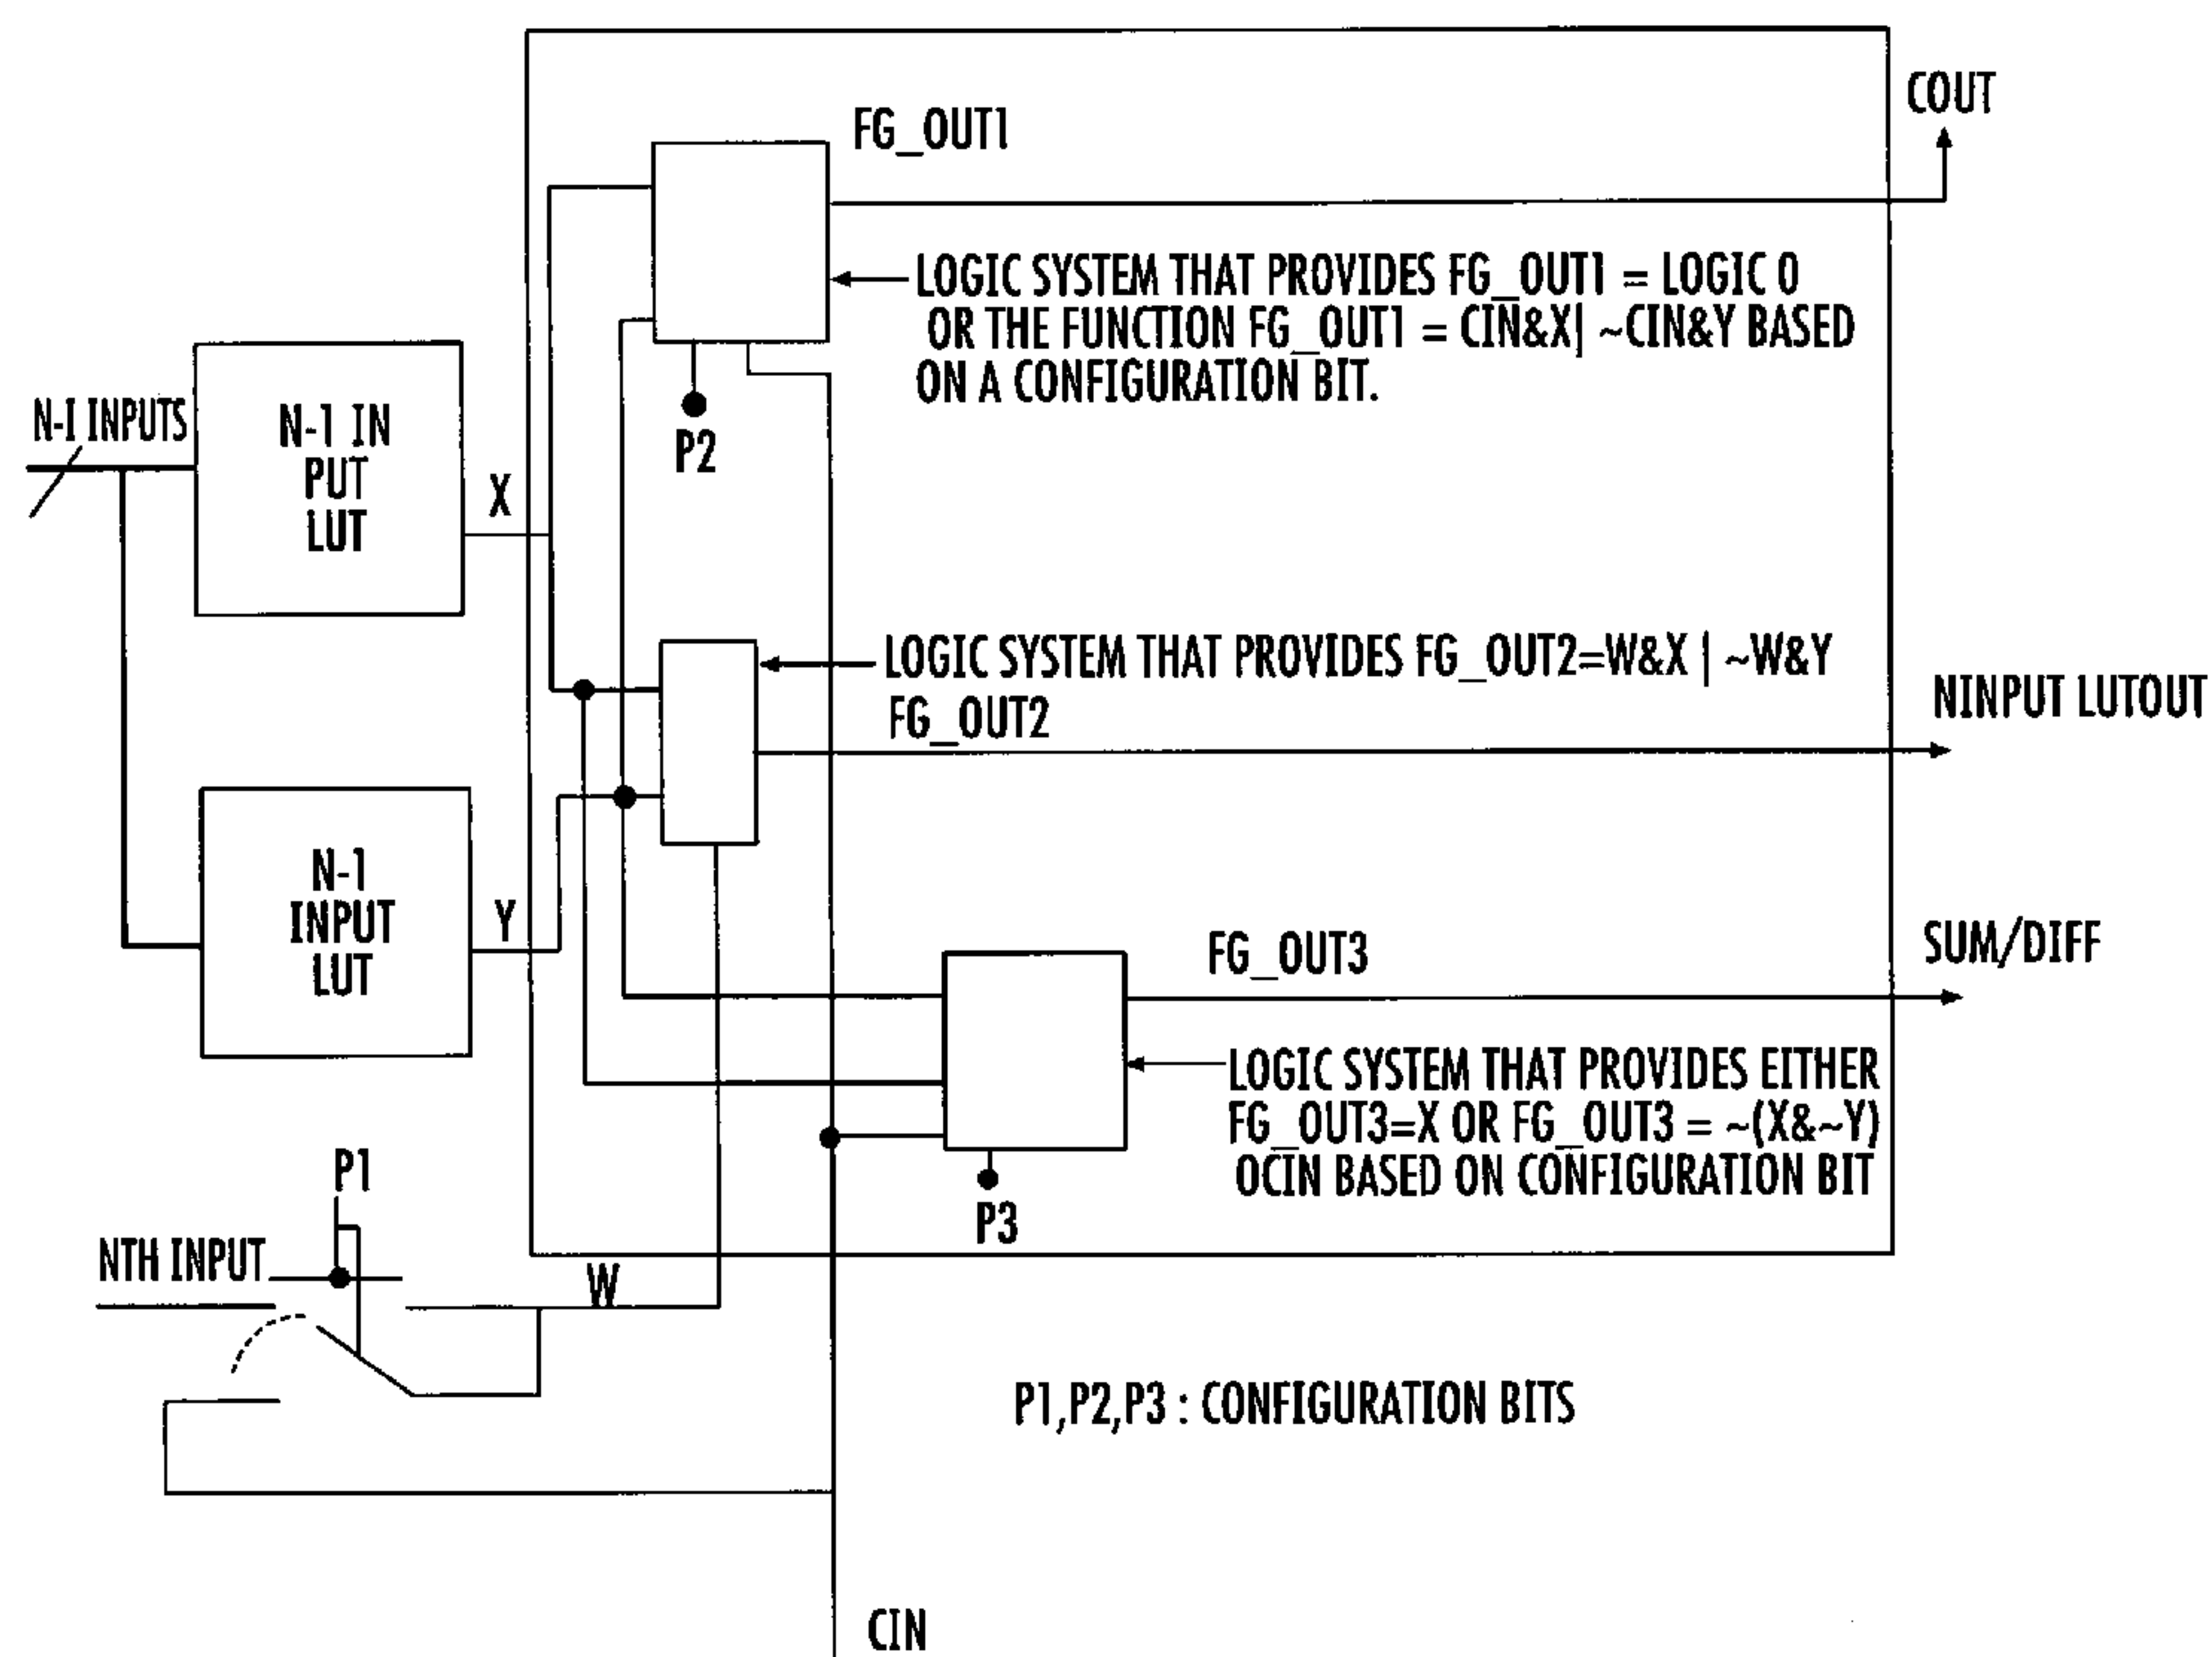 COUT
FG_OUT1
LOGIC SYSTEM THAT PROVIDES FG_OUT1 = LOGIC 0
OR THE FUNCTION FG_OUT1 = CIN&X| ~CIN&Y BASED
ON A CONFIGURATION BIT.
P2
N-I INPUTS
N-1 IN
PUT
LUT
X
LOGIC SYSTEM THAT PROVIDES FG_OUT2=W&X | ~W&Y
FG_OUT2
NINPUT LUTOUT
N-1
INPUT
LUT
Y
FG_OUT3
SUM/DIFF
LOGIC SYSTEM THAT PROVIDES EITHER
FG_OUT3=X OR FG_OUT3 = ~(X&~Y)
OCIN BASED ON CONFIGURATION BIT
P3
P1
NTH INPUT
W
P1,P2,P3 : CONFIGURATION BITS
CIN